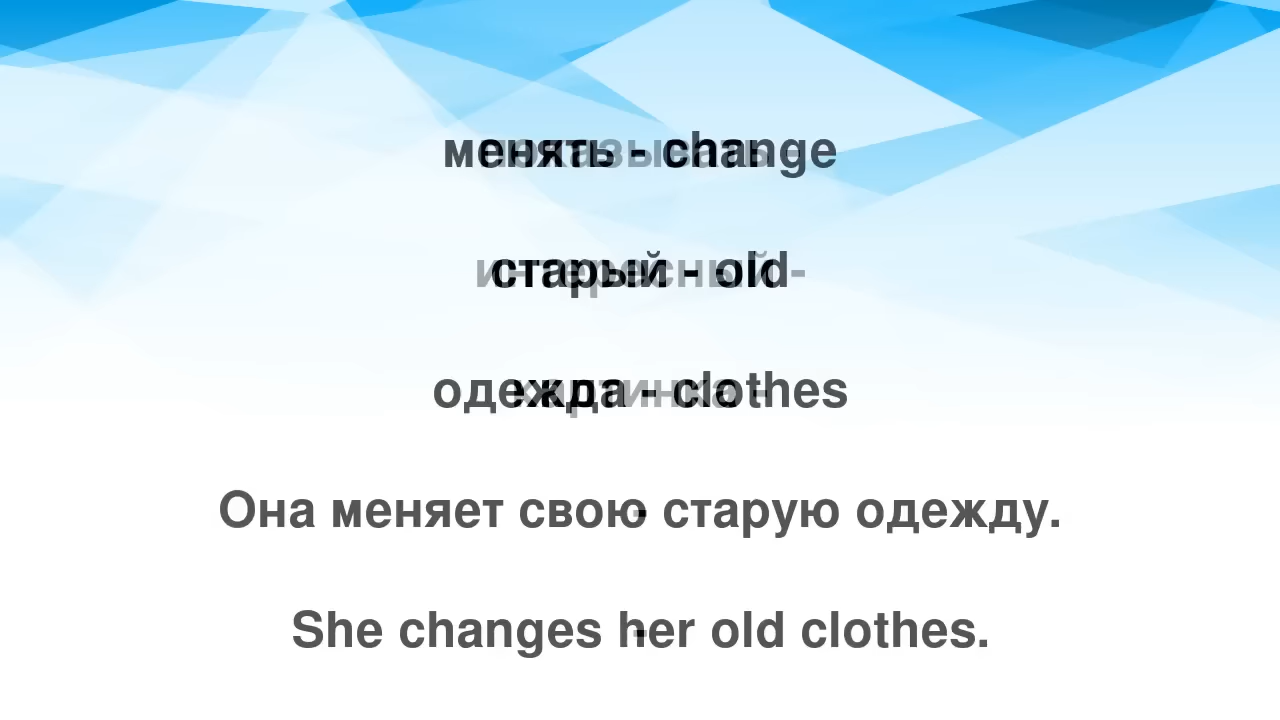 менять - change
старый - old
одежда - clothes
Она меняет свою старую одежду.
She changes her old clothes.